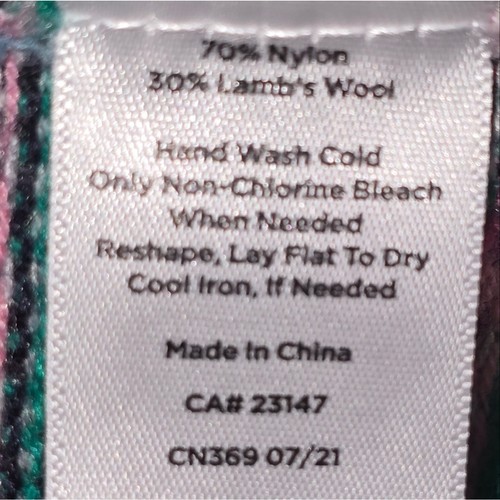 70% Nylon
30% Lamb's Wool
Hand Wash Cold
Only Non-Chlorine Bleach
When Needed
Reshape, Lay Flat To Dry
Cool Iron, If Needed
Made In China
CA# 23147
CN369 07/21